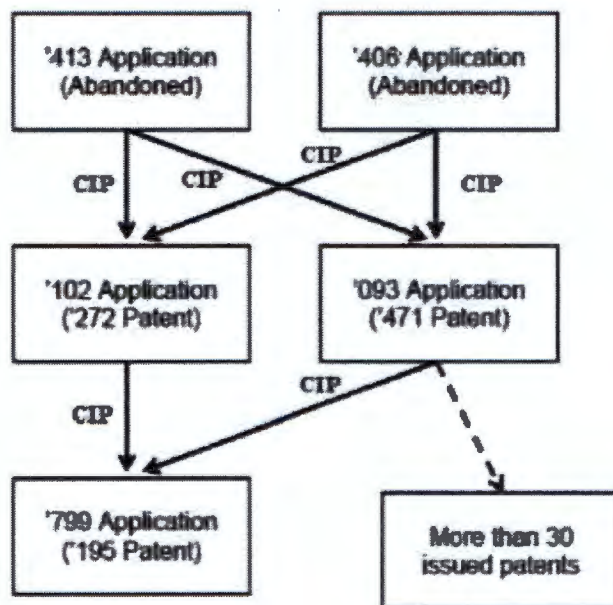 '413 Application
(Abandoned)
'406 Application
(Abandoned)
CIP
CIP
CIP
CIP
'102 Application
('272 Patent)
'093 Application
('471 Patent)
CIP
CIP
'799 Application
('195 Patent)
More than 30
issued patents